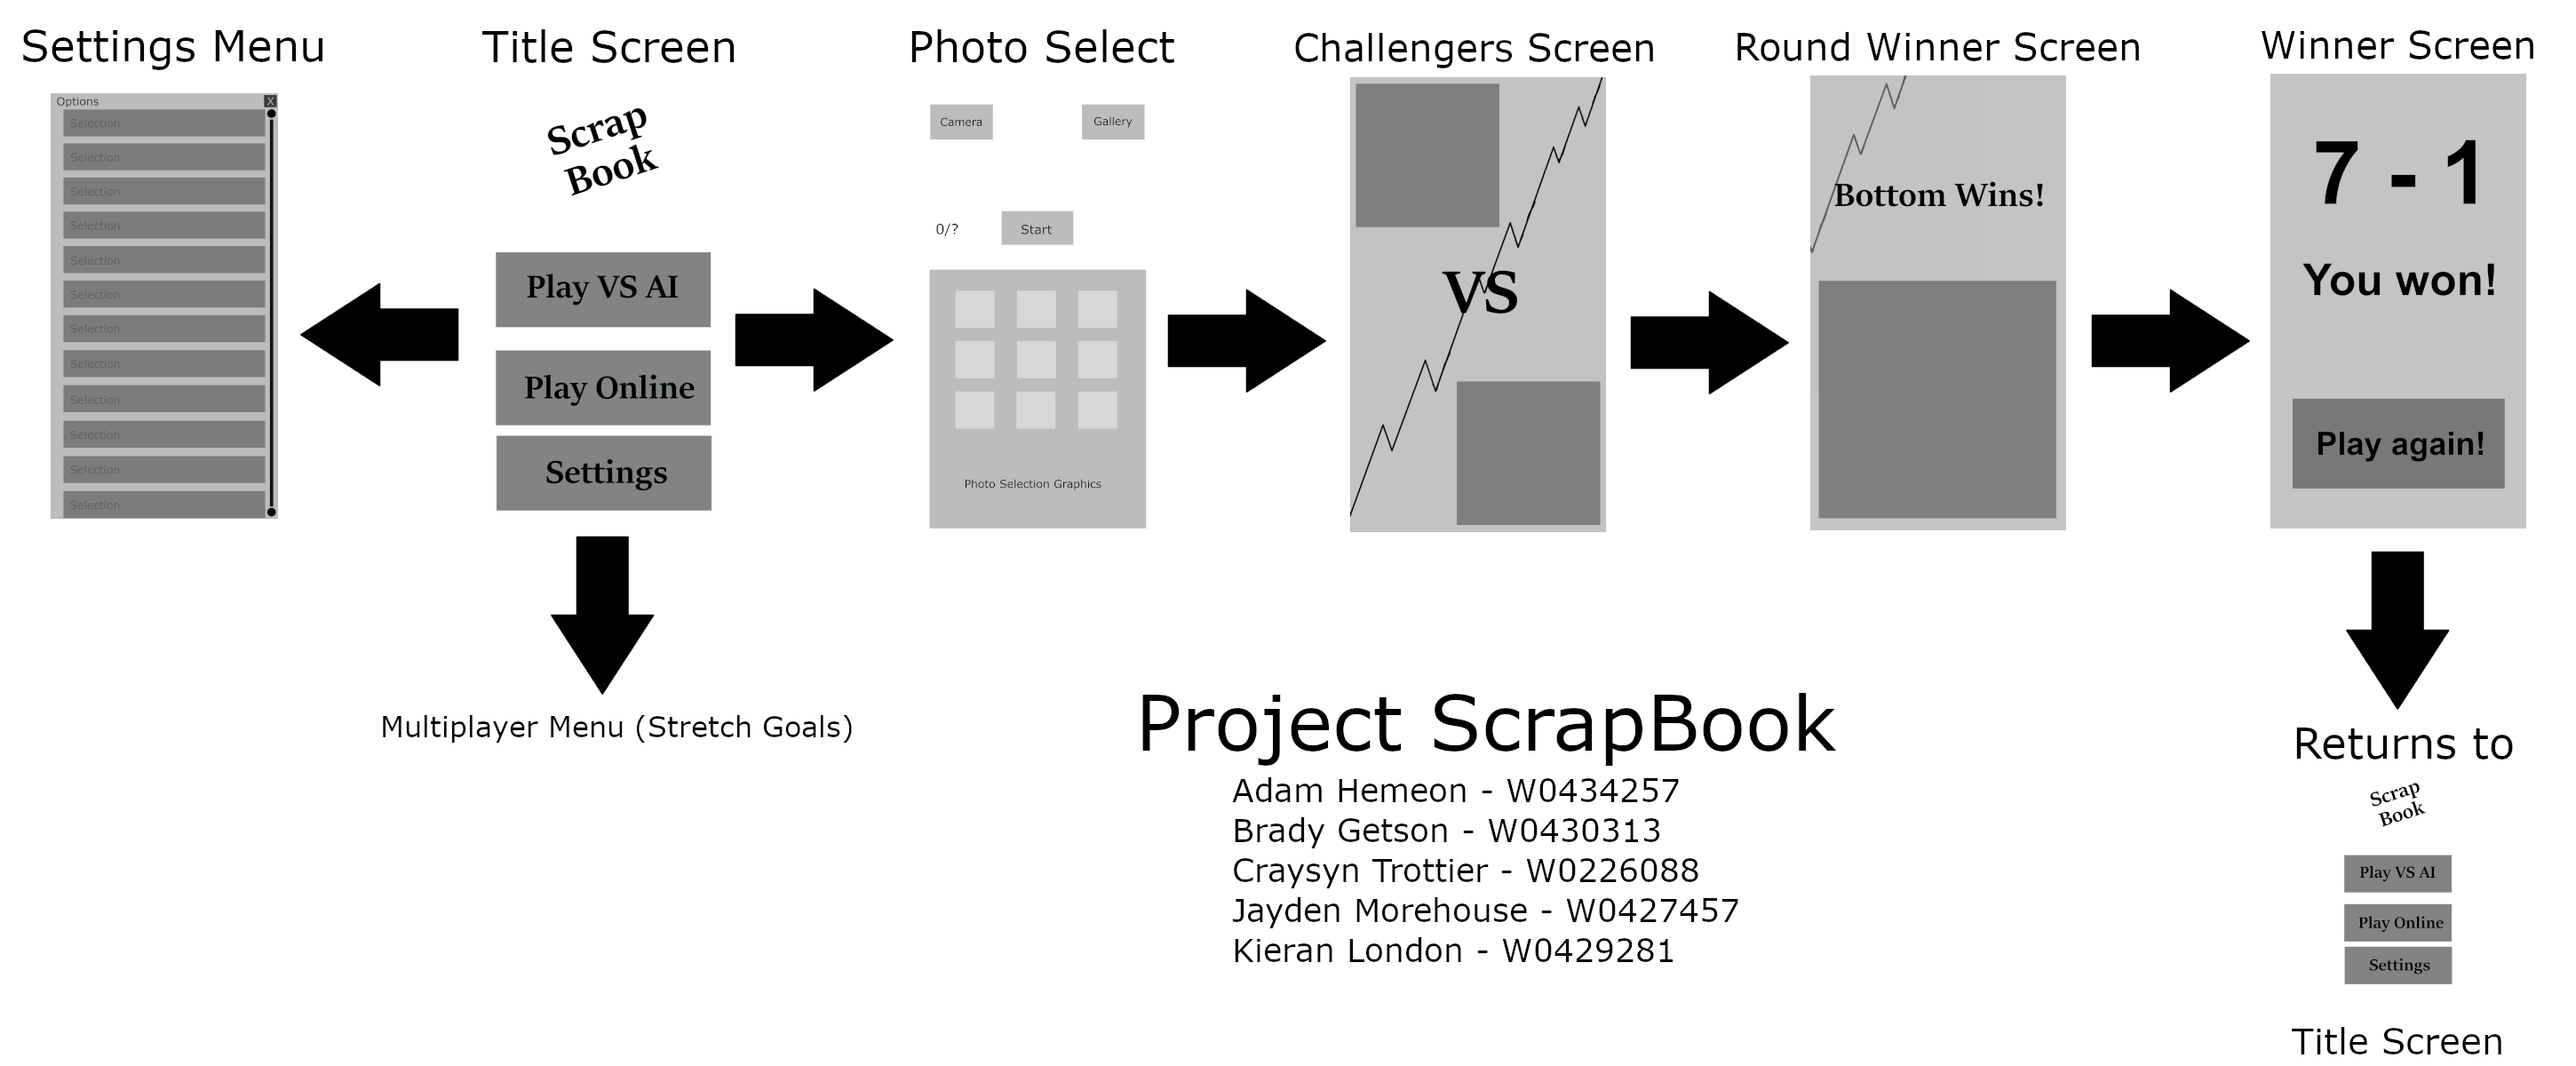 Settings Menu
Options
X
Selection
Selection
Selection
Selection
Selection
Selection
Selection
Selection
Selection
Selection
Selection
Selection
Title Screen
Scrap
Book
Play VS AI
Play Online
Settings
Multiplayer Menu (Stretch Goals)
Photo Select
Camera
Gallery
0/?
Start
Photo Selection Graphics
Challengers Screen
VS
Round Winner Screen
Bottom Wins!
Winner Screen
7 - 1
You won!
Play again!
Returns to
Scrap
Book
Play VS AI
Play Online
Settings
Title Screen
Project ScrapBook
Adam Hemeon - W0434257
Brady Getson - W0430313
Craysyn Trottier - W0226088
Jayden Morehouse - W0427457
Kieran London - W0429281